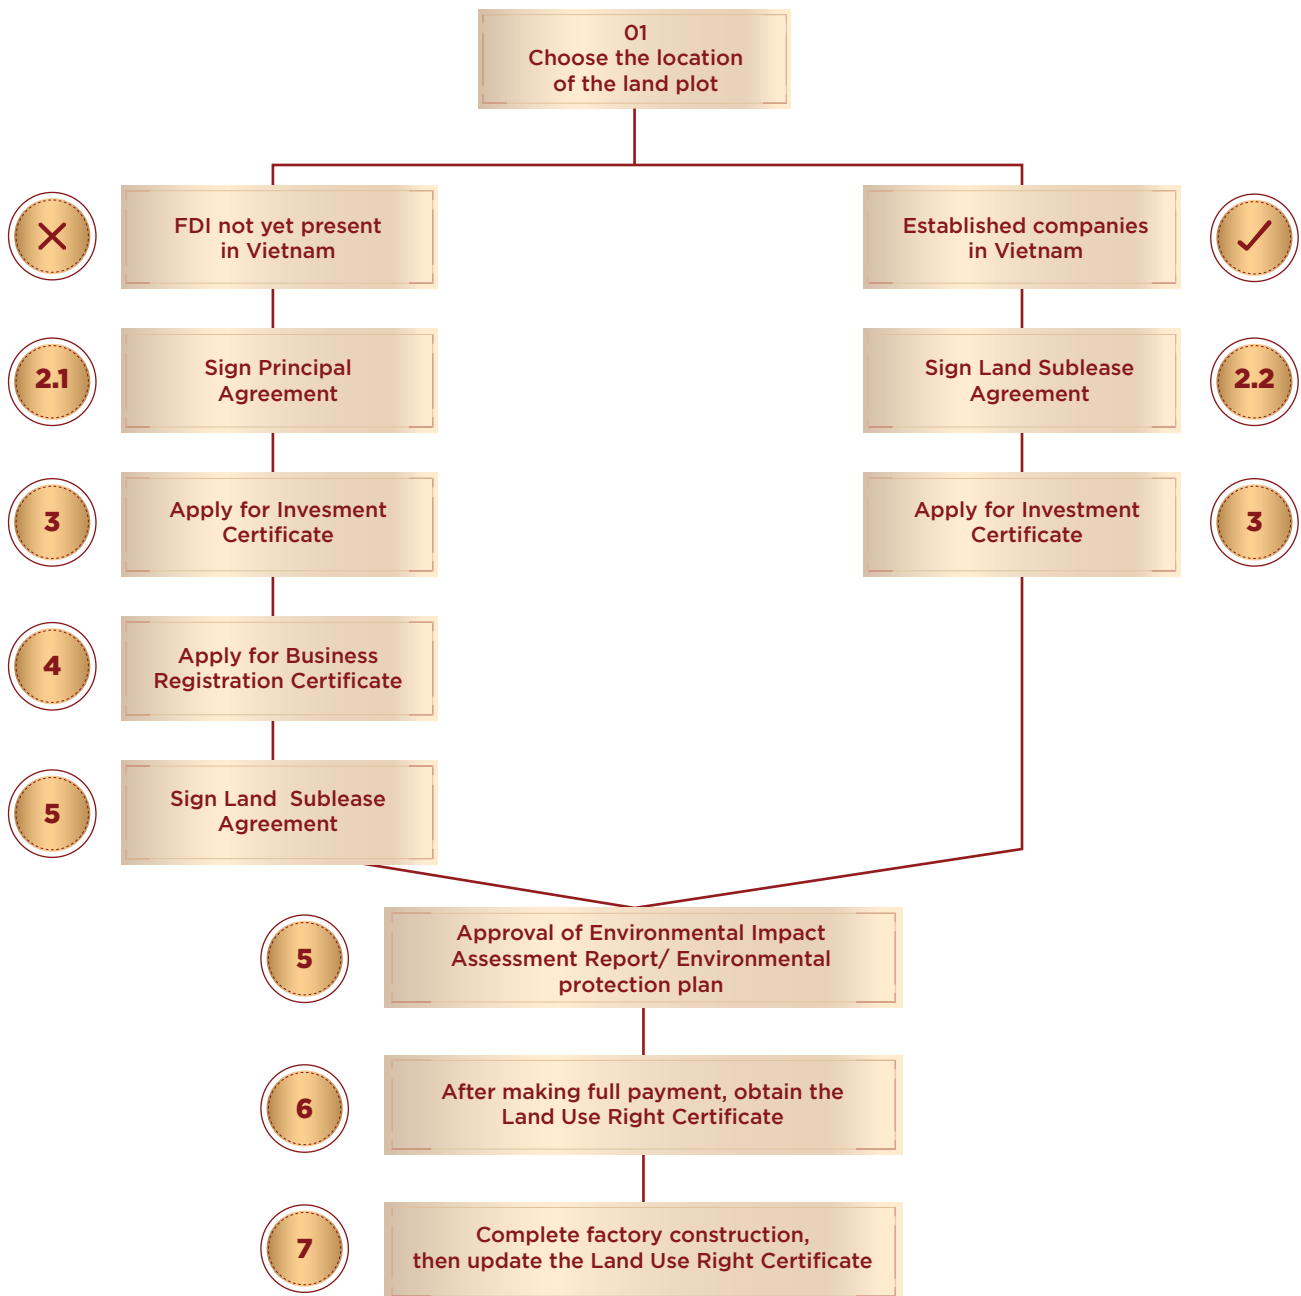 01
Choose the location
of the land plot
FDI not yet present
in Vietnam
Established companies
in Vietnam
2.1
Sign Principal
Agreement
Sign Land Sublease
Agreement
2.2
3
Apply for Invesment
Certificate
Apply for Investment
Certificate
3
4
Apply for Business
Registration Certificate
5
Sign Land  Sublease
Agreement
5
Approval of Environmental Impact
Assessment Report/ Environmental
protection plan
6
After making full payment, obtain the
Land Use Right Certificate
7
Complete factory construction,
then update the Land Use Right Certificate